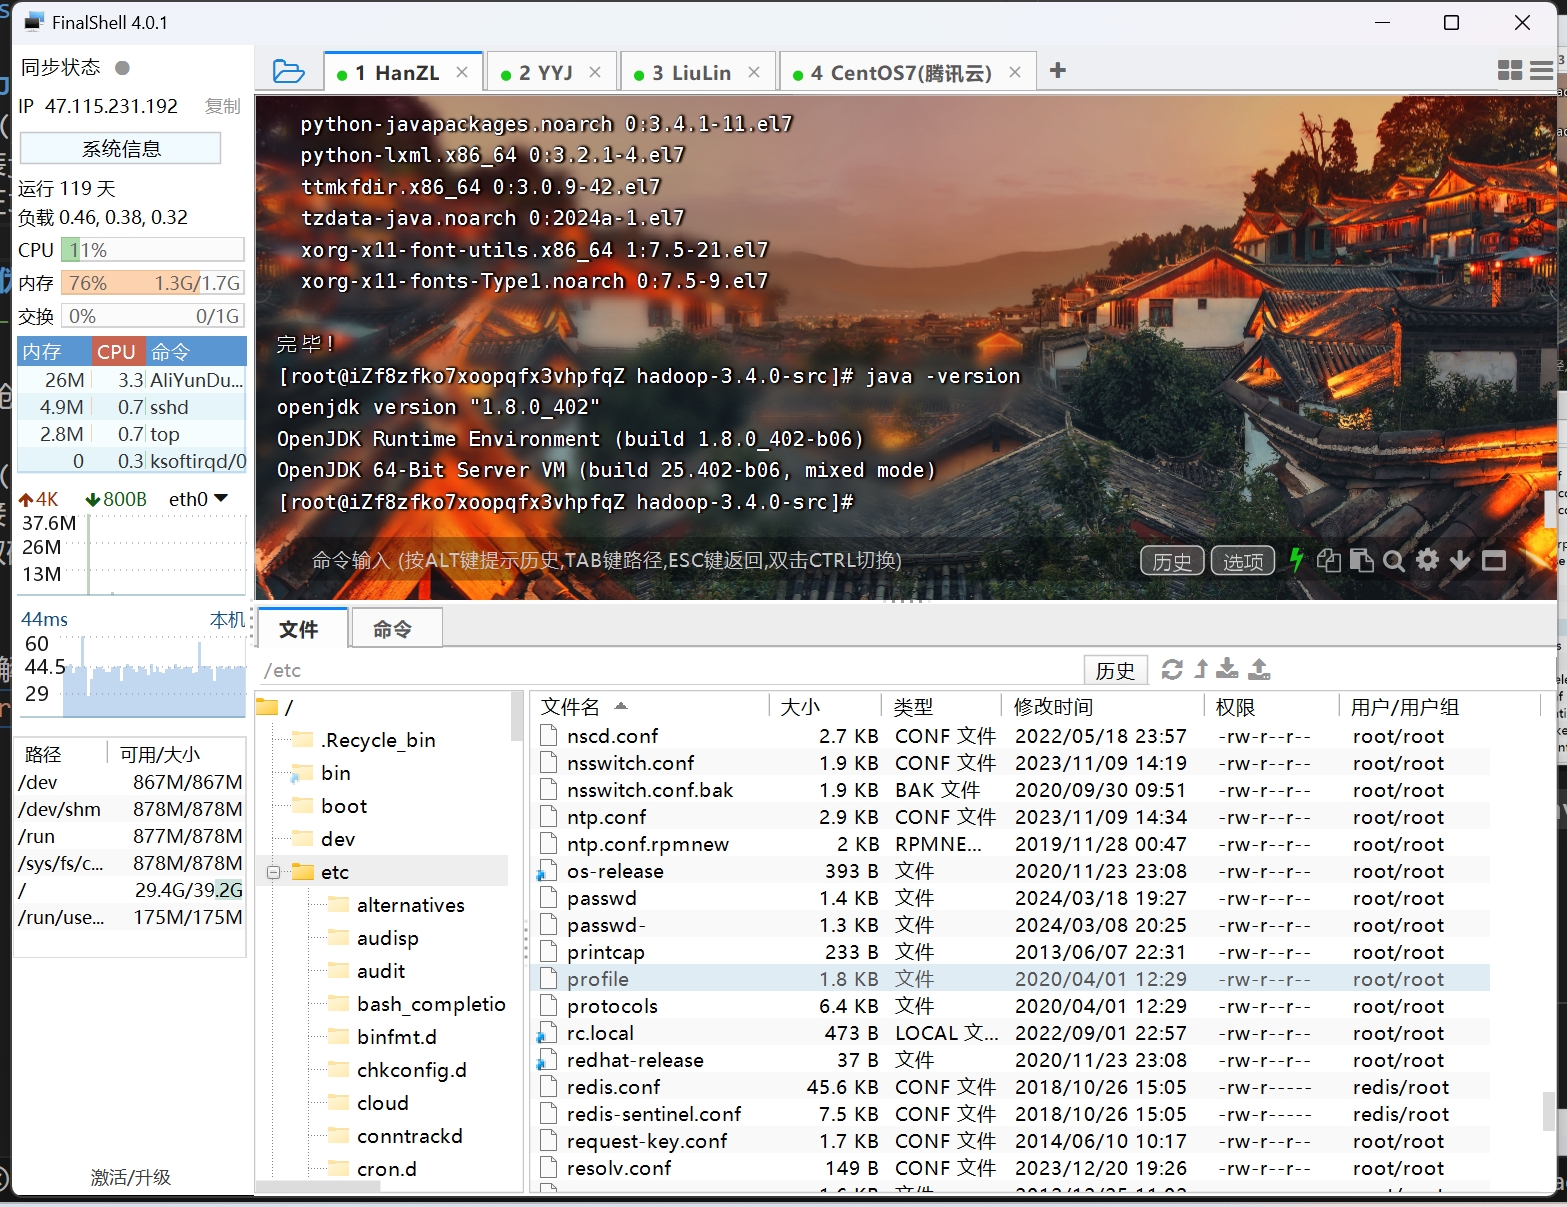 FinalShell 4.0.1
同步状态
IP 47.115.231.192 复制
系统信息
运行 119 天
负载 0.46, 0.38, 0.32
CPU 11%
内存 76% 1.3G/1.7G
交换 0% 0/1G
内存 CPU 命令
26M 3.3 AliYunDu...
4.9M 0.7 sshd
2.8M 0.7 top
0 0.3 ksoftirqd/0
4K 800B eth0
37.6M
26M
13M
44ms 本机
60
44.5
29
路径 可用/大小
/dev 867M/867M
/dev/shm 878M/878M
/run 877M/878M
/sys/fs/c... 878M/878M
/ 29.4G/39.2G
/run/use... 175M/175M
激活/升级
1 HanZL
2 YYJ
3 LiuLin
4 CentOS7(腾讯云)
python-javapackages.noarch 0:3.4.1-11.el7
python-lxml.x86_64 0:3.2.1-4.el7
ttmkfdir.x86_64 0:3.0.9-42.el7
tzdata-java.noarch 0:2024a-1.el7
xorg-x11-font-utils.x86_64 1:7.5-21.el7
xorg-x11-fonts-Type1.noarch 0:7.5-9.el7
完毕！
[root@iZf8zfko7xoopqfx3vhpfqZ hadoop-3.4.0-src]# java -version
openjdk version "1.8.0_402"
OpenJDK Runtime Environment (build 1.8.0_402-b06)
OpenJDK 64-Bit Server VM (build 25.402-b06, mixed mode)
[root@iZf8zfko7xoopqfx3vhpfqZ hadoop-3.4.0-src]#
命令输入 (按ALT键提示历史,TAB键路径,ESC键返回,双击CTRL切换)
历史 选项
文件 命令
/etc
历史
/
.Recycle_bin
bin
boot
dev
etc
alternatives
audisp
audit
bash_completio
binfmt.d
chkconfig.d
cloud
conntrackd
cron.d
文件名 大小 类型 修改时间 权限 用户/用户组
nscd.conf 2.7 KB CONF 文件 2022/05/18 23:57 -rw-r--r-- root/root
nsswitch.conf 1.9 KB CONF 文件 2023/11/09 14:19 -rw-r--r-- root/root
nsswitch.conf.bak 1.9 KB BAK 文件 2020/09/30 09:51 -rw-r--r-- root/root
ntp.conf 2.9 KB CONF 文件 2023/11/09 14:34 -rw-r--r-- root/root
ntp.conf.rpmnew 2 KB RPMNE... 2019/11/28 00:47 -rw-r--r-- root/root
os-release 393 B 文件 2020/11/23 23:08 -rw-r--r-- root/root
passwd 1.4 KB 文件 2024/03/18 19:27 -rw-r--r-- root/root
passwd- 1.3 KB 文件 2024/03/08 20:25 -rw-r--r-- root/root
printcap 233 B 文件 2013/06/07 22:31 -rw-r--r-- root/root
profile 1.8 KB 文件 2020/04/01 12:29 -rw-r--r-- root/root
protocols 6.4 KB 文件 2020/04/01 12:29 -rw-r--r-- root/root
rc.local 473 B LOCAL 文... 2022/09/01 22:57 -rw-r--r-- root/root
redhat-release 37 B 文件 2020/11/23 23:08 -rw-r--r-- root/root
redis.conf 45.6 KB CONF 文件 2018/10/26 15:05 -rw-r----- redis/root
redis-sentinel.conf 7.5 KB CONF 文件 2018/10/26 15:05 -rw-r----- redis/root
request-key.conf 1.7 KB CONF 文件 2014/06/10 10:17 -rw-r--r-- root/root
resolv.conf 149 B CONF 文件 2023/12/20 19:26 -rw-r--r-- root/root